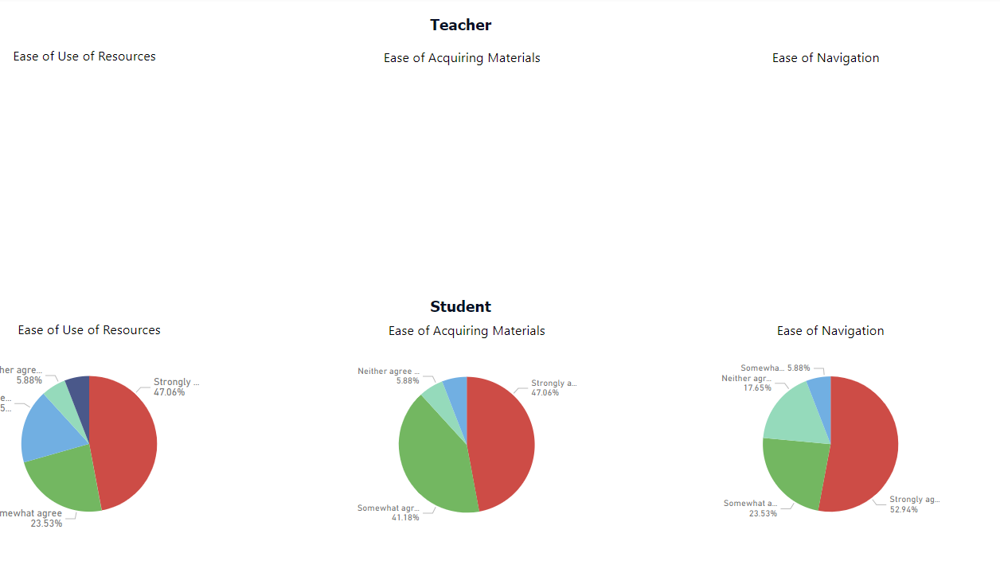 Teacher
Ease of Use of Resources
Ease of Acquiring Materials
Ease of Navigation
Student
Ease of Use of Resources
Ease of Acquiring Materials
Ease of Navigation
her agre...
5.88%
Strongly ...
47.06%
e...
5...
mewhat agree
23.53%
Neither agree ...
5.88%
Strongly a...
47.06%
Somewhat agr...
41.18%
Somewha... 5.88%
Neither agr...
17.65%
Somewhat a...
23.53%
Strongly ag...
52.94%